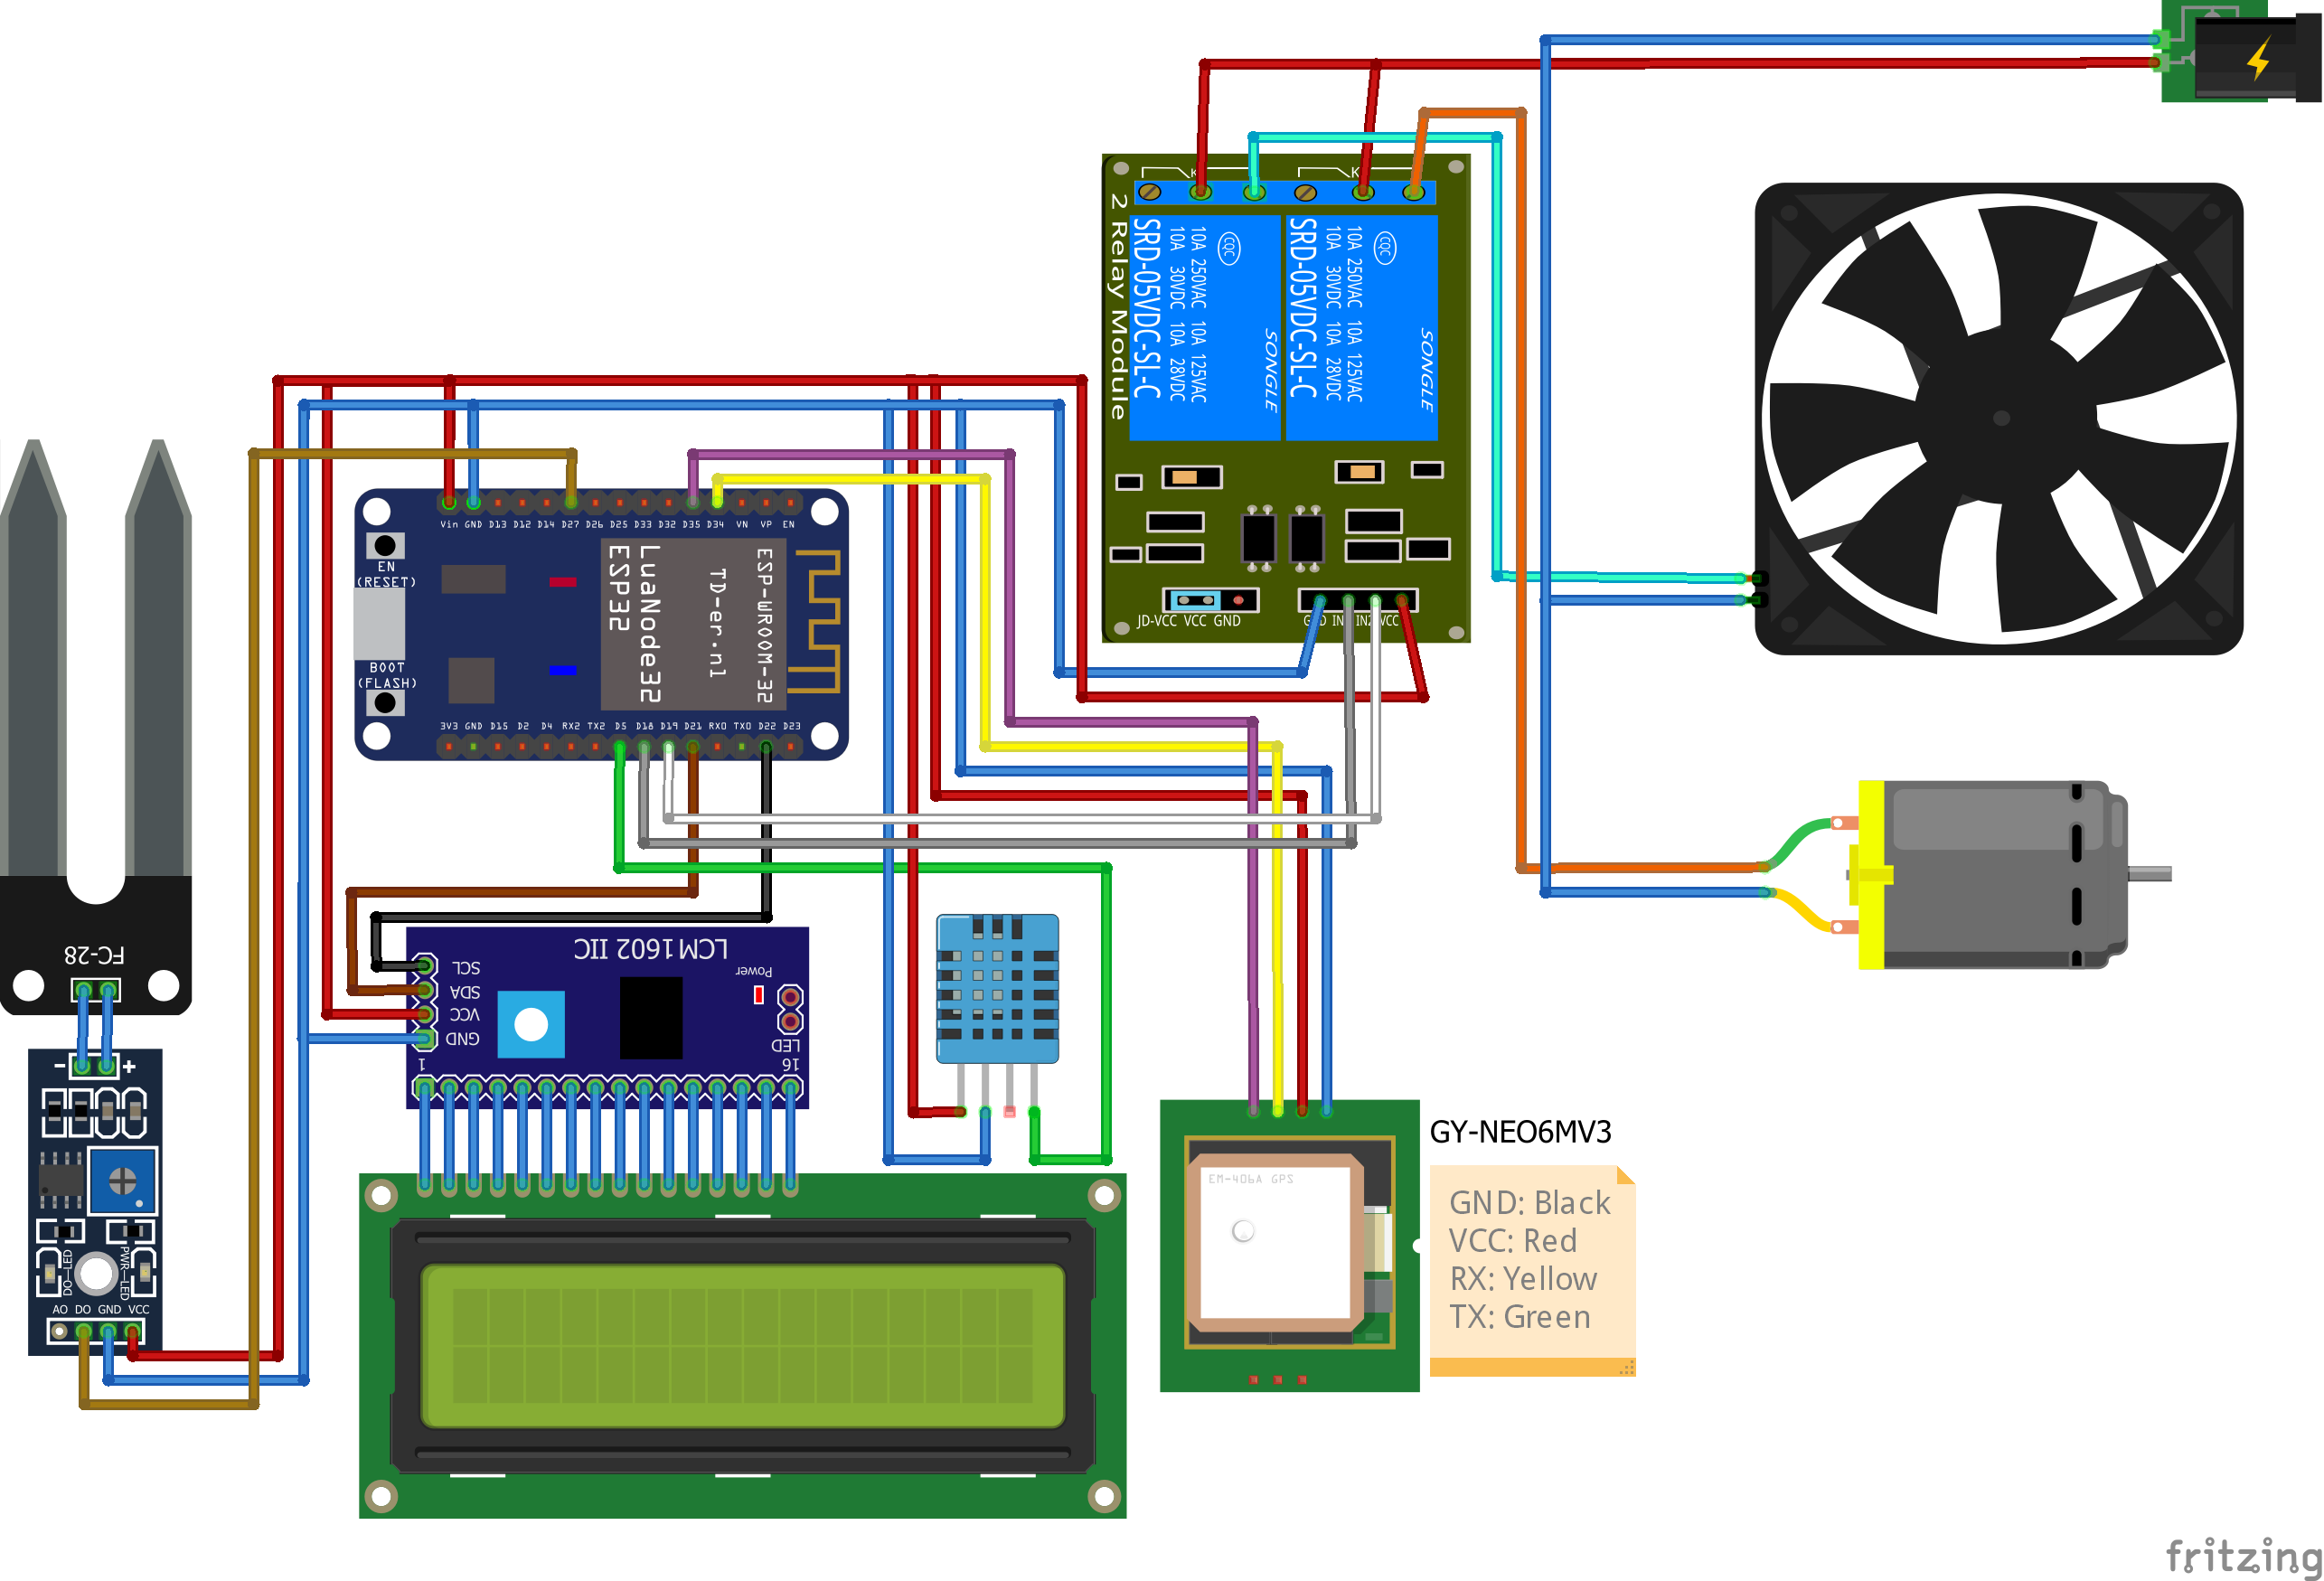 2 Relay Module
K
K
SRD-05VDC-SL-C
10A 30VDC 10A 28VDC
10A 250VAC 10A 125VAC
CQC
SONGLE
SRD-05VDC-SL-C
10A 30VDC 10A 28VDC
10A 250VAC 10A 125VAC
CQC
SONGLE
JD-VCC VCC GND
VCC
Vin GND D13 D12 D14 D27 D26 D25 D33 D32 D35 D34 VN VP EN
EN
(RESET)
BOOT
(FLASH)
ESP32
LuaNode32
TD-er.nl
ESP-WROOM-32
3V3 GND D15 D2 D4 RX2 TX2 D5 D18 D19 D21 RX0 TX0 D22 D23
FC-28
- +
DO-LED
PWR-LED
AO DO GND VCC
LCM1602 IIC
SCL
SDA
VCC
GND
Power
LED
1
16
GY-NEO6MV3
EM-406A GPS
GND: Black
VCC: Red
RX: Yellow
TX: Green
fritzing